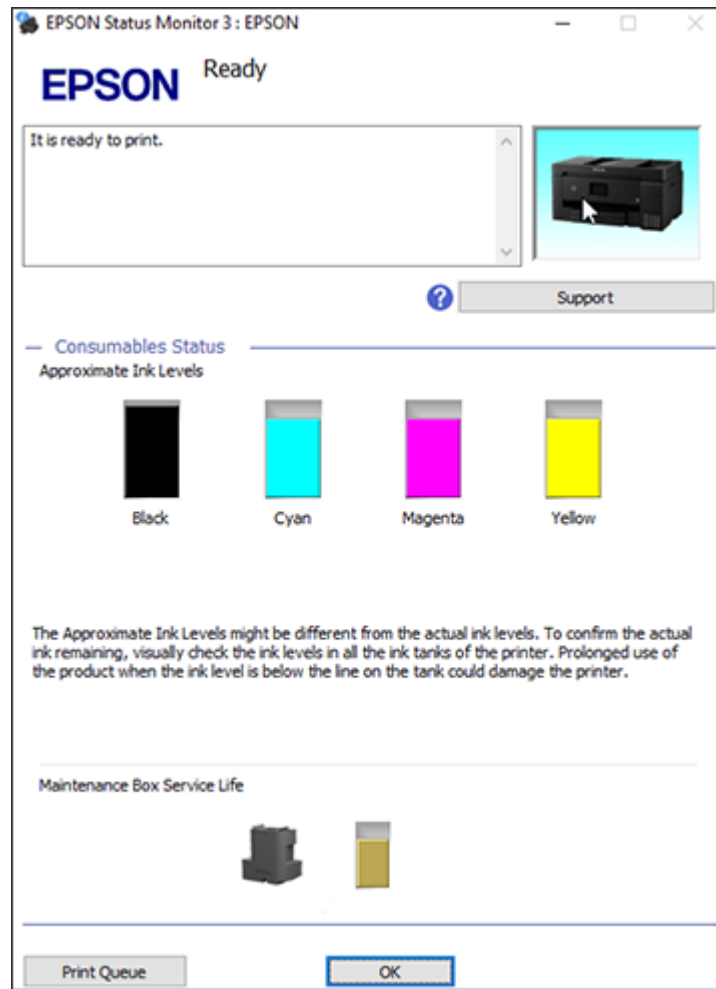 EPSON Status Monitor 3 : EPSON
EPSON
Ready
It is ready to print.
Support
Consumables Status
Approximate Ink Levels
Black
Cyan
Magenta
Yellow
The Approximate Ink Levels might be different from the actual ink levels. To confirm the actual
ink remaining, visually check the ink levels in all the ink tanks of the printer. Prolonged use of
the product when the ink level is below the line on the tank could damage the printer.
Maintenance Box Service Life
Print Queue
OK